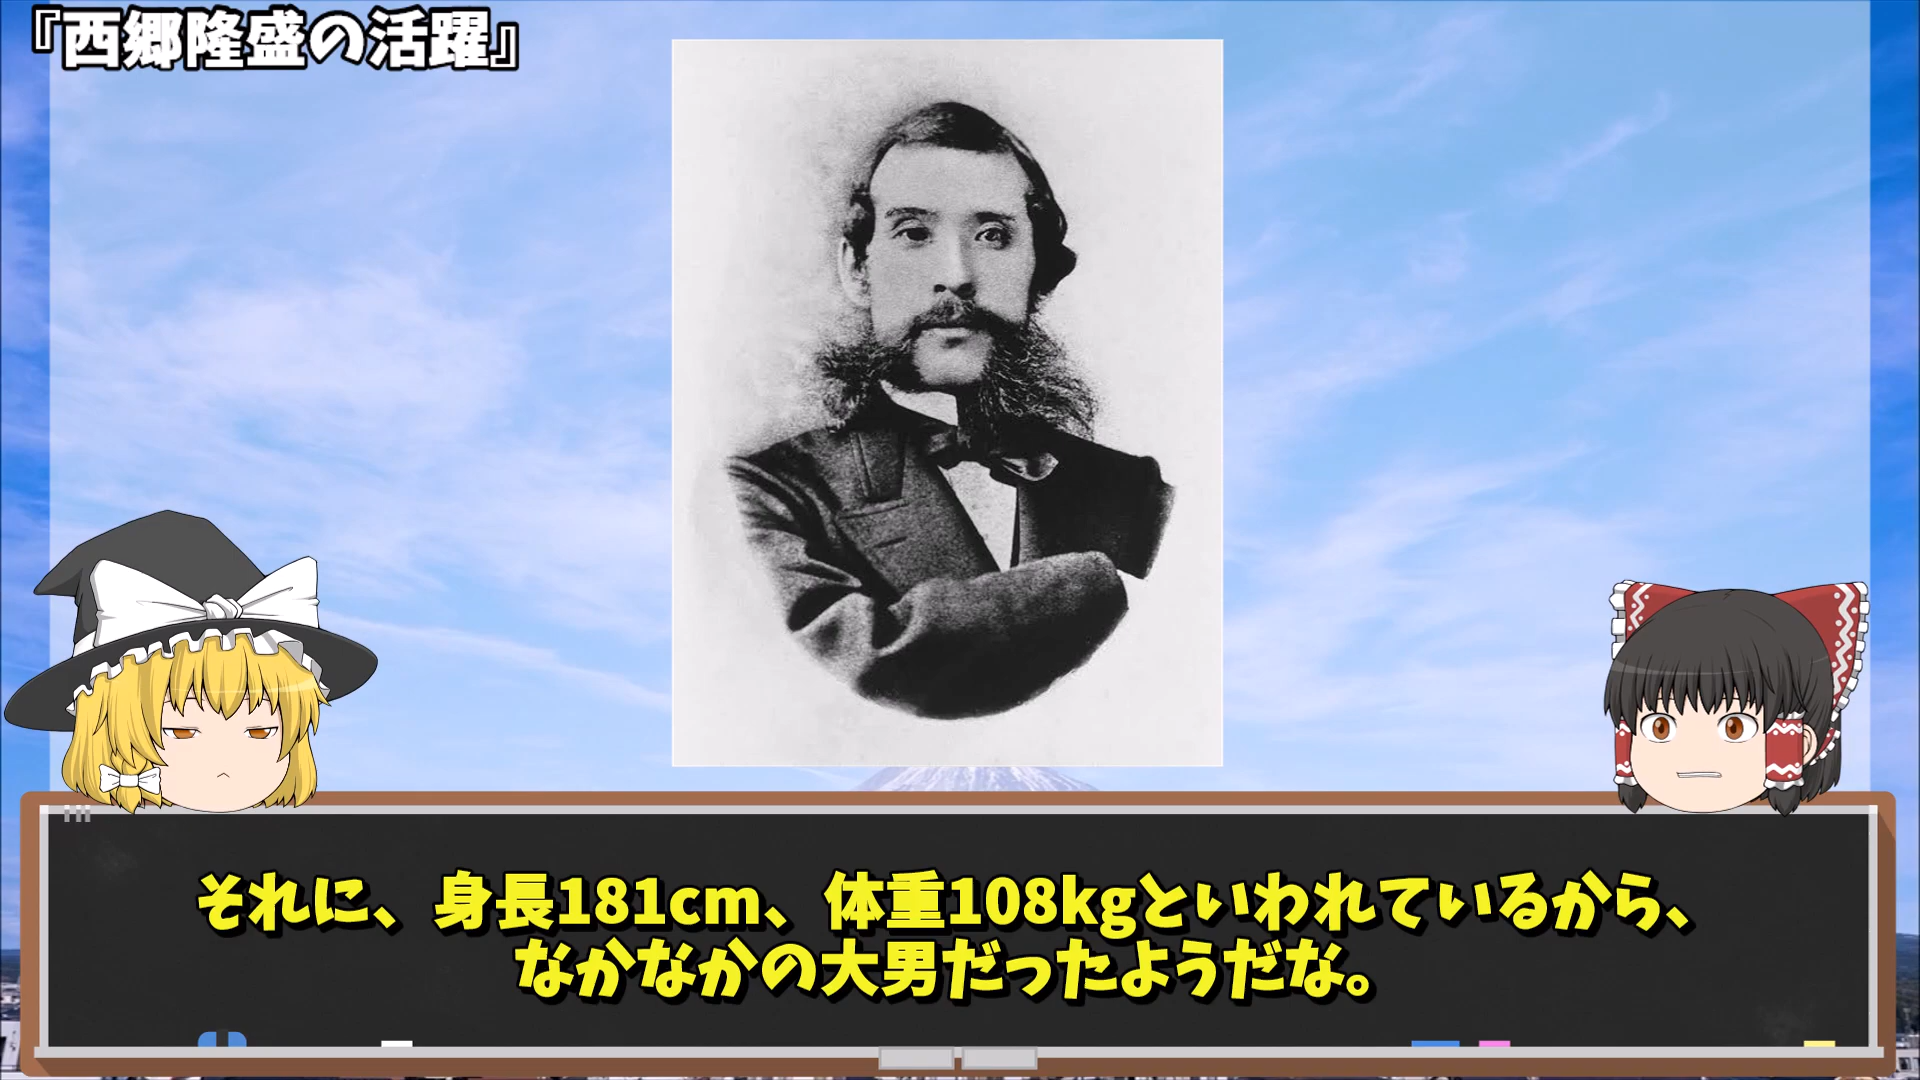 『西郷隆盛の活躍』
それに、身長181cm、体重108kgといわれているから、
なかなかの大男だったようだな。